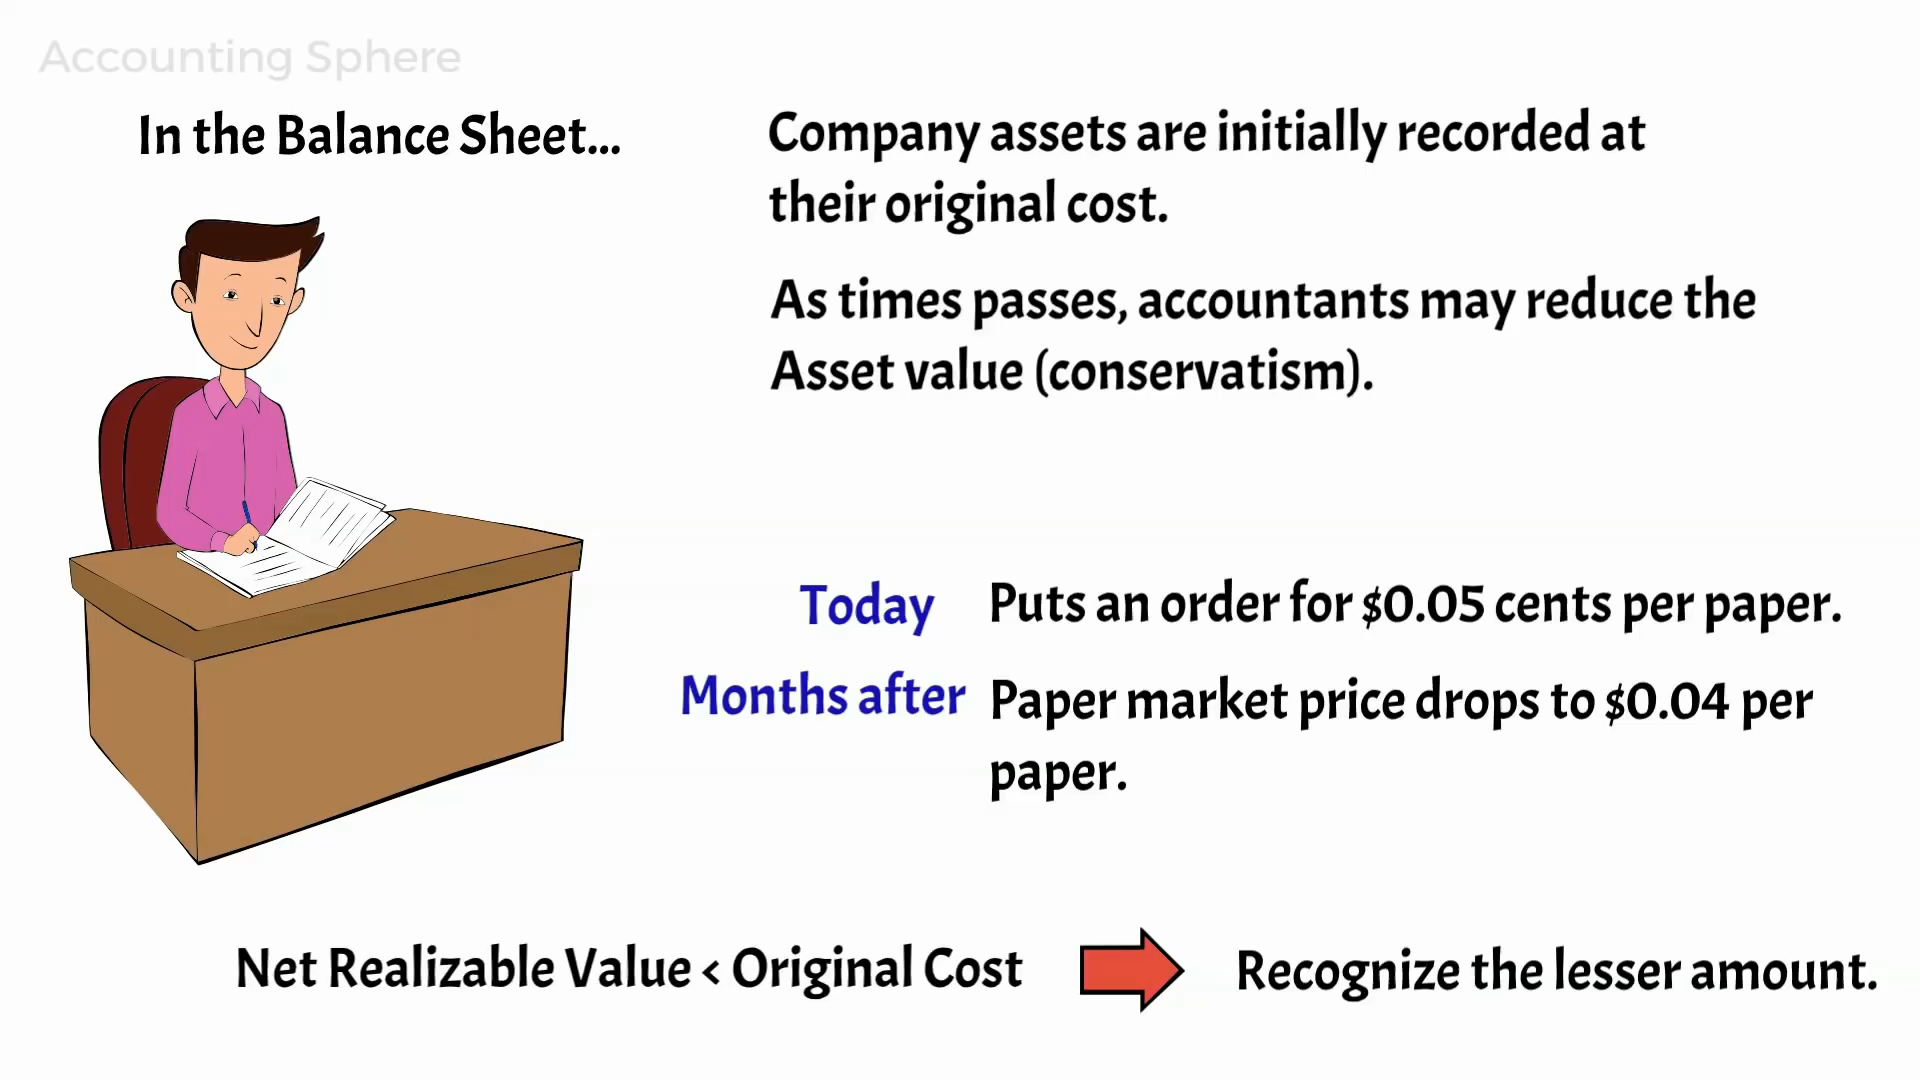 Accounting Sphere
In the Balance Sheet...
Company assets are initially recorded at
their original cost.
As times passes, accountants may reduce the
Asset value (conservatism).
Today Puts an order for $0.05 cents per paper.
Months after Paper market price drops to $0.04 per
paper.
Net Realizable Value < Original Cost Recognize the lesser amount.